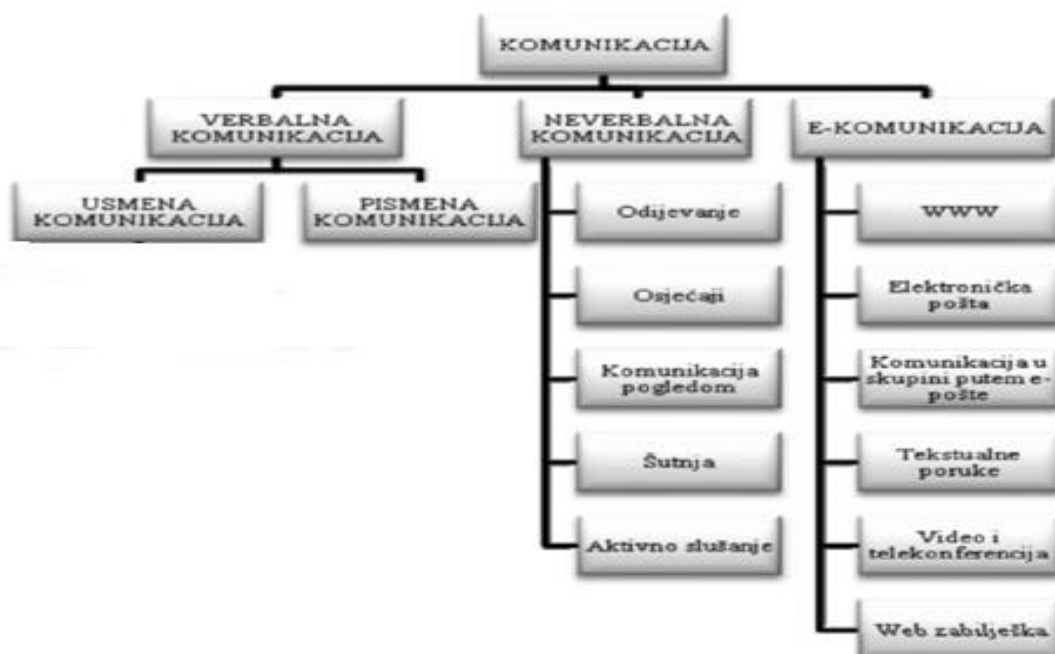 KOMUNIKACIJA
VERBALNA
KOMUNIKACIJA
NEVERBALNA
KOMUNIKACIJA
E-KOMUNIKACIJA
USMENA
KOMUNIKACIJA
PISMENA
KOMUNIKACIJA
Odijevanje
Osjećaji
Komunikacija
pogledom
Šutnja
Aktivno slušanje
WWW
Elektronička
pošta
Komunikacija u
skupini putem e-
pošte
Tekstualne
poruke
Video i
telekonferencija
Web zabilješka